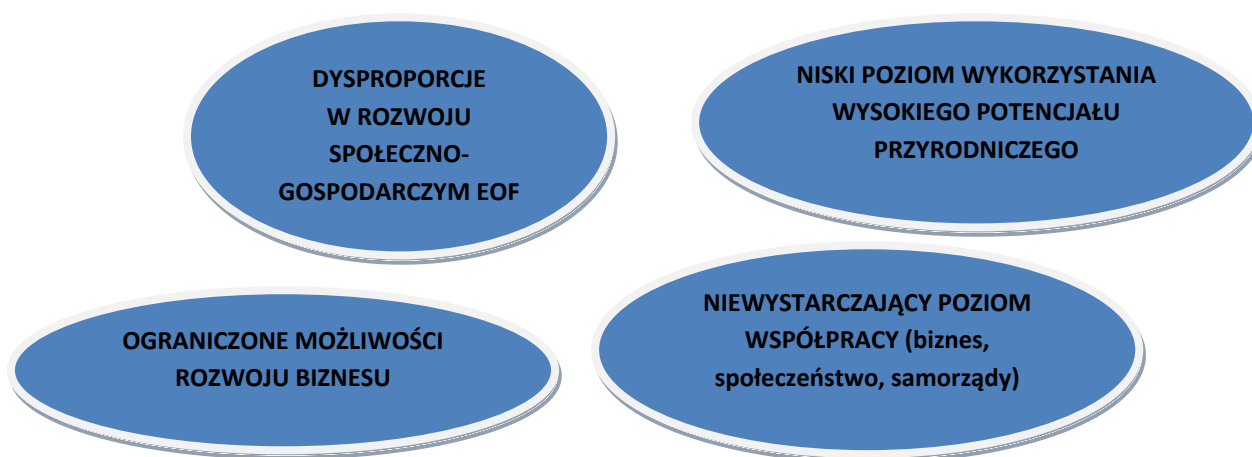 DYSPROPORCJE
W ROZWOJU
SPOŁECZNO-
GOSPODARCZYM EOF
NISKI POZIOM WYKORZYSTANIA
WYSOKIEGO POTENCJAŁU
PRZYRODNICZEGO
OGRANICZONE MOŻLIWOŚCI
ROZWOJU BIZNESU
NIEWYSTARCZAJĄCY POZIOM
WSPÓŁPRACY (biznes,
społeczeństwo, samorządy)